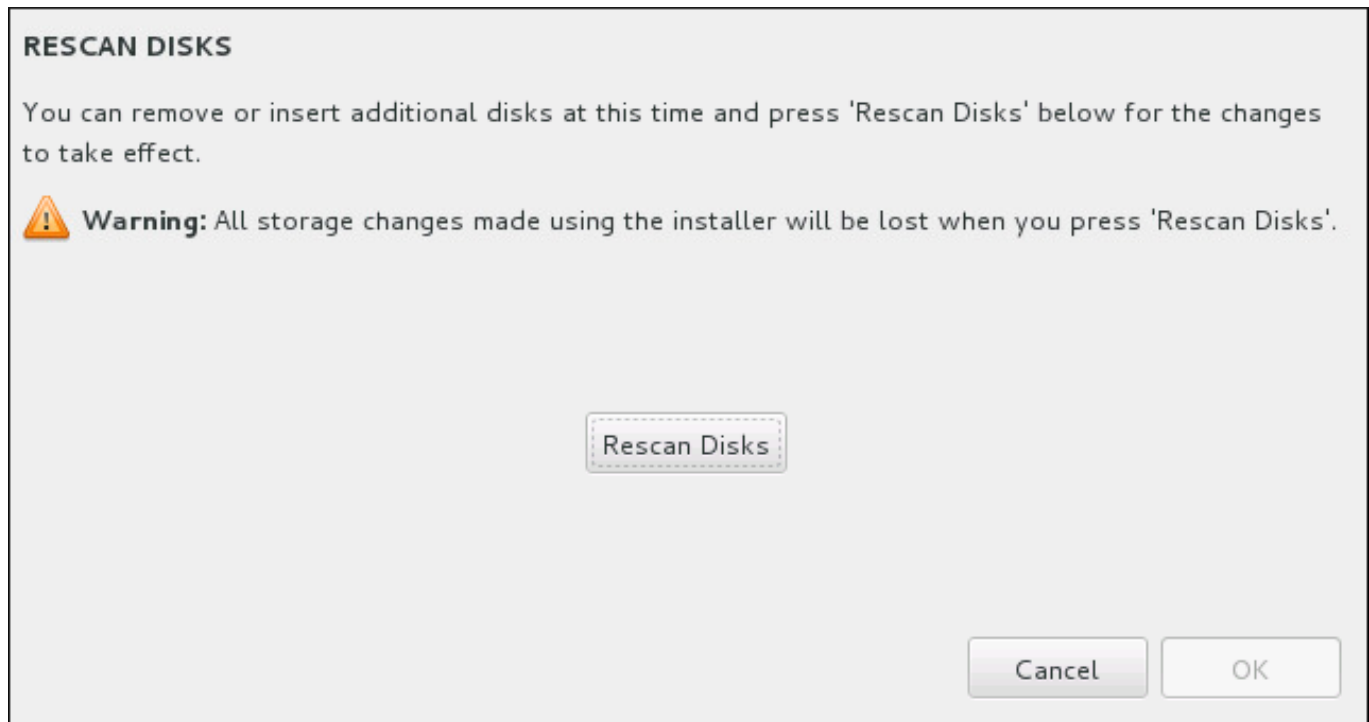 RESCAN DISKS
You can remove or insert additional disks at this time and press 'Rescan Disks' below for the changes
to take effect.
Warning: All storage changes made using the installer will be lost when you press 'Rescan Disks'.
Rescan Disks
Cancel
OK